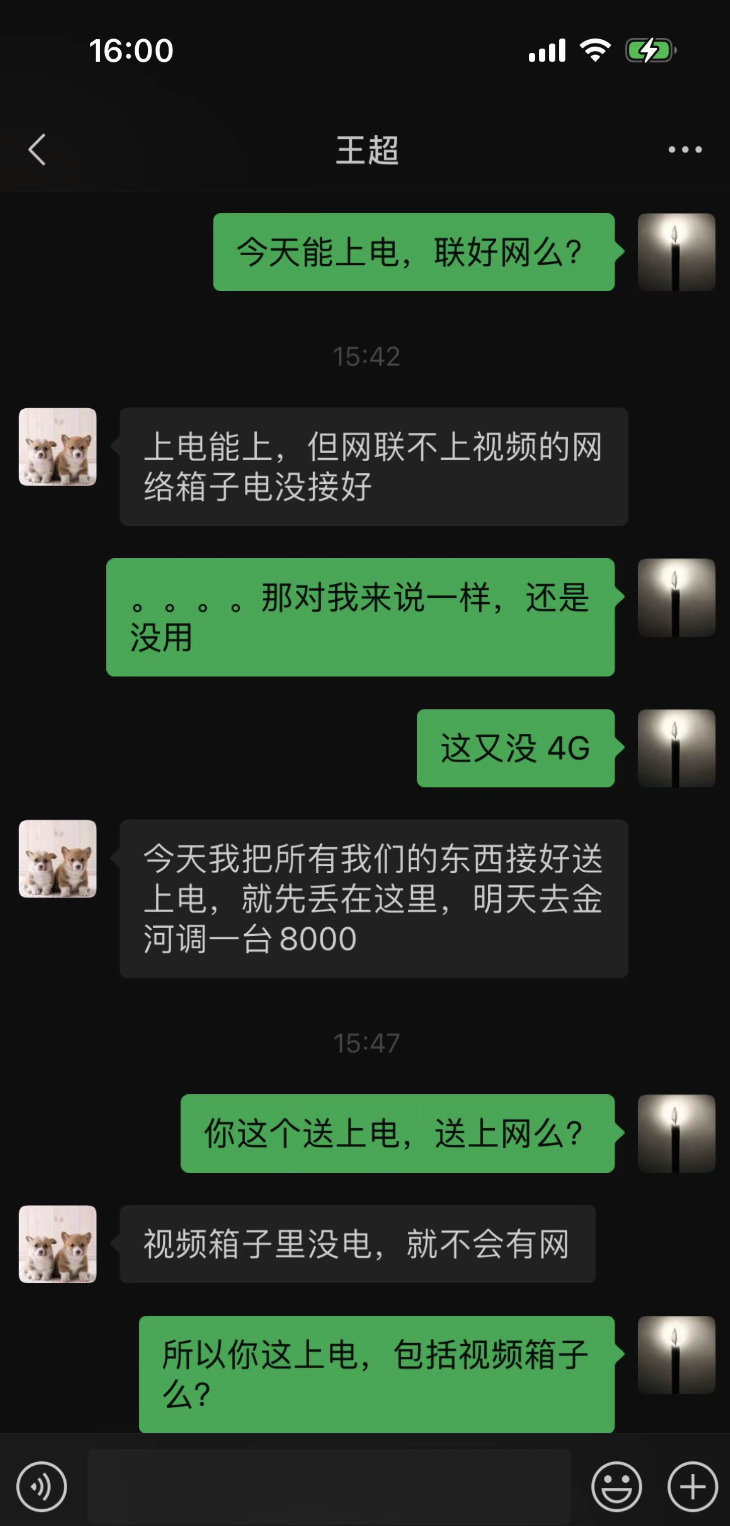 16:00
王超
今天能上电，联好网么？
15:42
上电能上，但网联不上视频的网
络箱子电没接好
。。。。那对我来说一样，还是
没用
这又没 4G
今天我把所有我们的东西接好送
上电，就先丢在这里，明天去金
河调一台8000
15:47
你这个送上电，送上网么？
视频箱子里没电，就不会有网
所以你这上电，包括视频箱子
么？